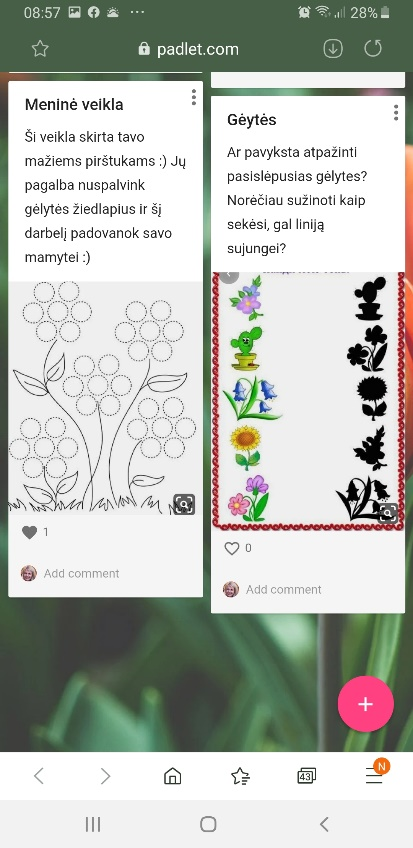 08:57
28%
padlet.com
Meninė veikla
Ši veikla skirta tavo
mažiems pirštukams :) Jų
pagalba nuspalvink
gėlytės žiedlapius ir šį
darbelį padovanok savo
mamytei :)
1
Add comment
Gėytės
Ar pavyksta atpažinti
pasislėpusias gėlytes?
Norėčiau sužinoti kaip
sekėsi, gal liniją
sujungei?
0
Add comment
+
43
N